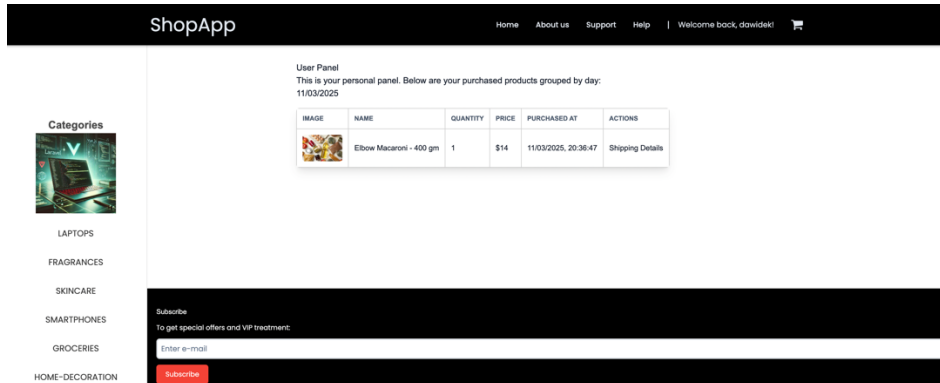 ShopApp
Home About us Support Help | Welcome back, dawidek!
User Panel
This is your personal panel. Below are your purchased products grouped by day:
11/03/2025
IMAGE NAME QUANTITY PRICE PURCHASED AT ACTIONS
Elbow Macaroni - 400 gm 1 $14 11/03/2025, 20:36:47 Shipping Details
Categories
Laravel
LAPTOPS
FRAGRANCES
SKINCARE
SMARTPHONES
GROCERIES
HOME-DECORATION
Subscribe
To get special offers and VIP treatment:
Enter e-mail
Subscribe